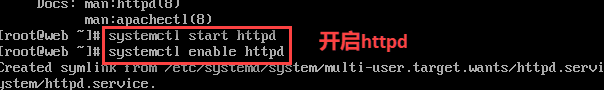 Docs: man:httpd(8)
man:apachectl(8)
[root@web ~]# systemctl start httpd
[root@web ~]# systemctl enable httpd
开启httpd
Created symlink from /etc/systemd/system/multi-user.target.wants/httpd.servi
ystem/httpd.service.